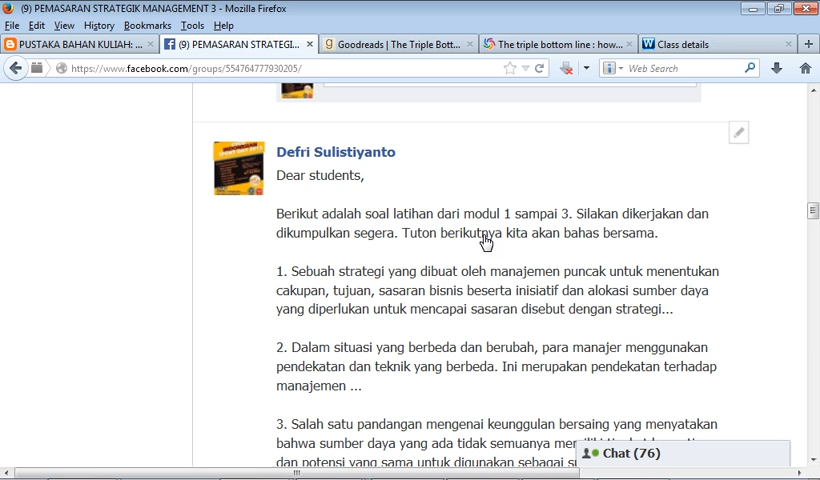 (9) PEMASARAN STRATEGIK MANAGEMENT 3 - Mozilla Firefox
File Edit View History Bookmarks Tools Help
PUSTAKA BAHAN KULIAH: ... (9) PEMASARAN STRATEGI... Goodreads | The Triple Bott... The triple bottom line : how... Class details
https://www.facebook.com/groups/554764777930205/ Web Search
Defri Sulistiyanto
Dear students,
Berikut adalah soal latihan dari modul 1 sampai 3. Silakan dikerjakan dan
dikumpulkan segera. Tuton berikutnya kita akan bahas bersama.
1. Sebuah strategi yang dibuat oleh manajemen puncak untuk menentukan
cakupan, tujuan, sasaran bisnis beserta inisiatif dan alokasi sumber daya
yang diperlukan untuk mencapai sasaran disebut dengan strategi...
2. Dalam situasi yang berbeda dan berubah, para manajer menggunakan
pendekatan dan teknik yang berbeda. Ini merupakan pendekatan terhadap
manajemen ...
3. Salah satu pandangan mengenai keunggulan bersaing yang menyatakan
bahwa sumber daya yang ada tidak semuanya
dan potensi yang sama untuk digunakan sebagai
Chat (76)